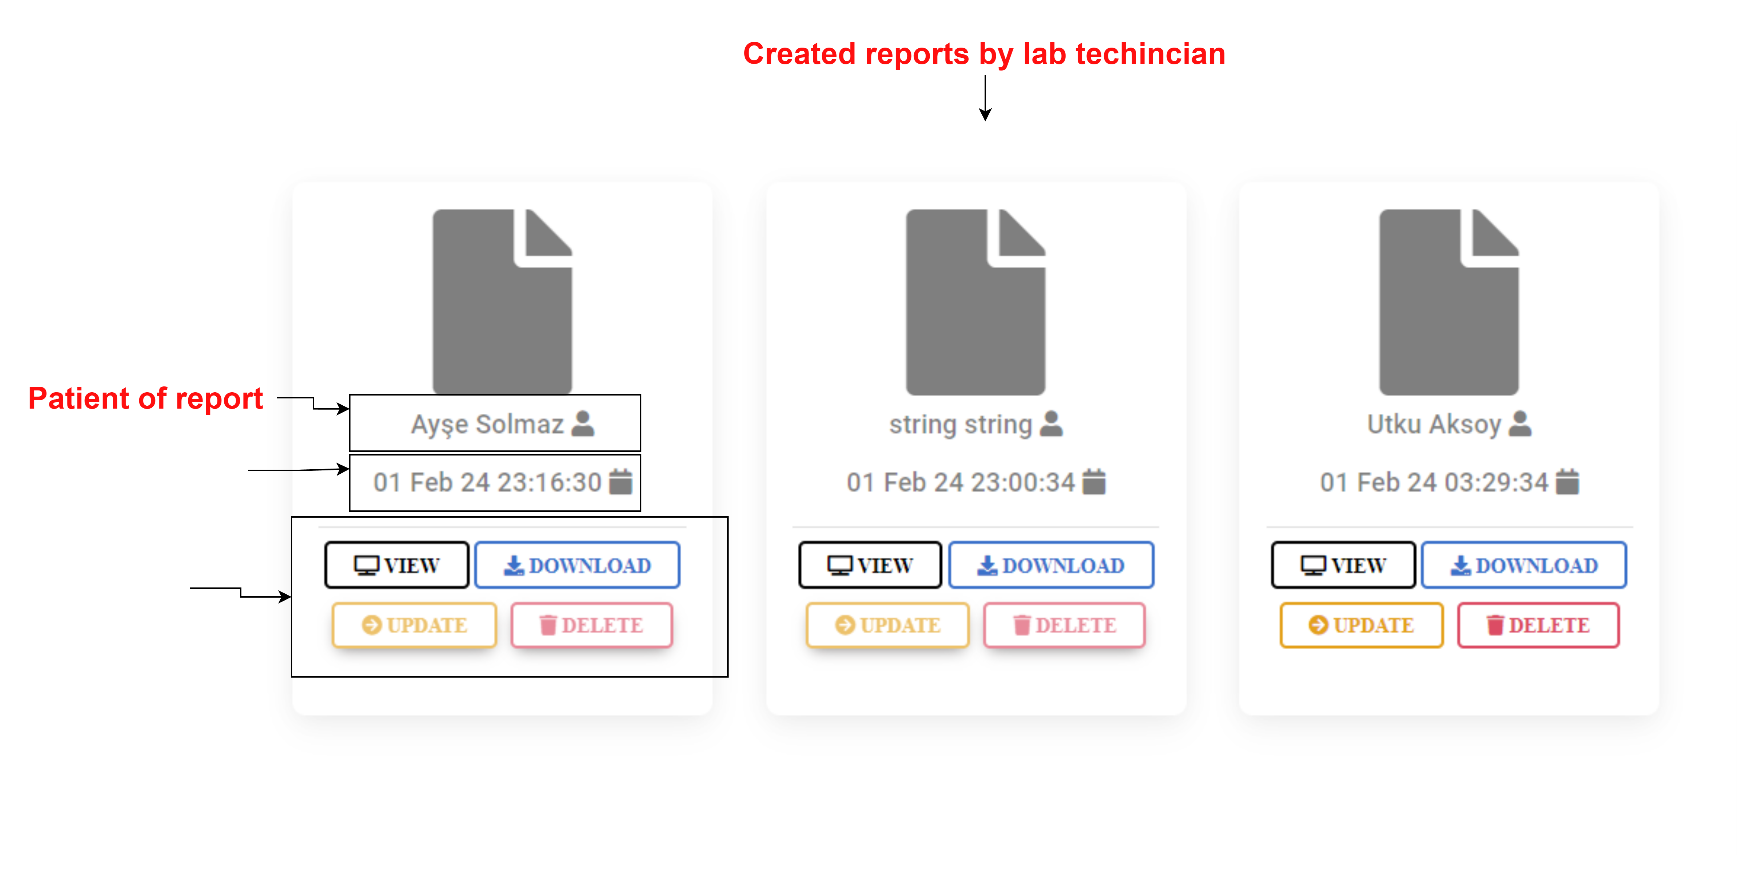 Created reports by lab techincian
Patient of report
Ayşe Solmaz
01 Feb 24 23:16:30
VIEW
DOWNLOAD
UPDATE
DELETE
string string
01 Feb 24 23:00:34
VIEW
DOWNLOAD
UPDATE
DELETE
Utku Aksoy
01 Feb 24 03:29:34
VIEW
DOWNLOAD
UPDATE
DELETE